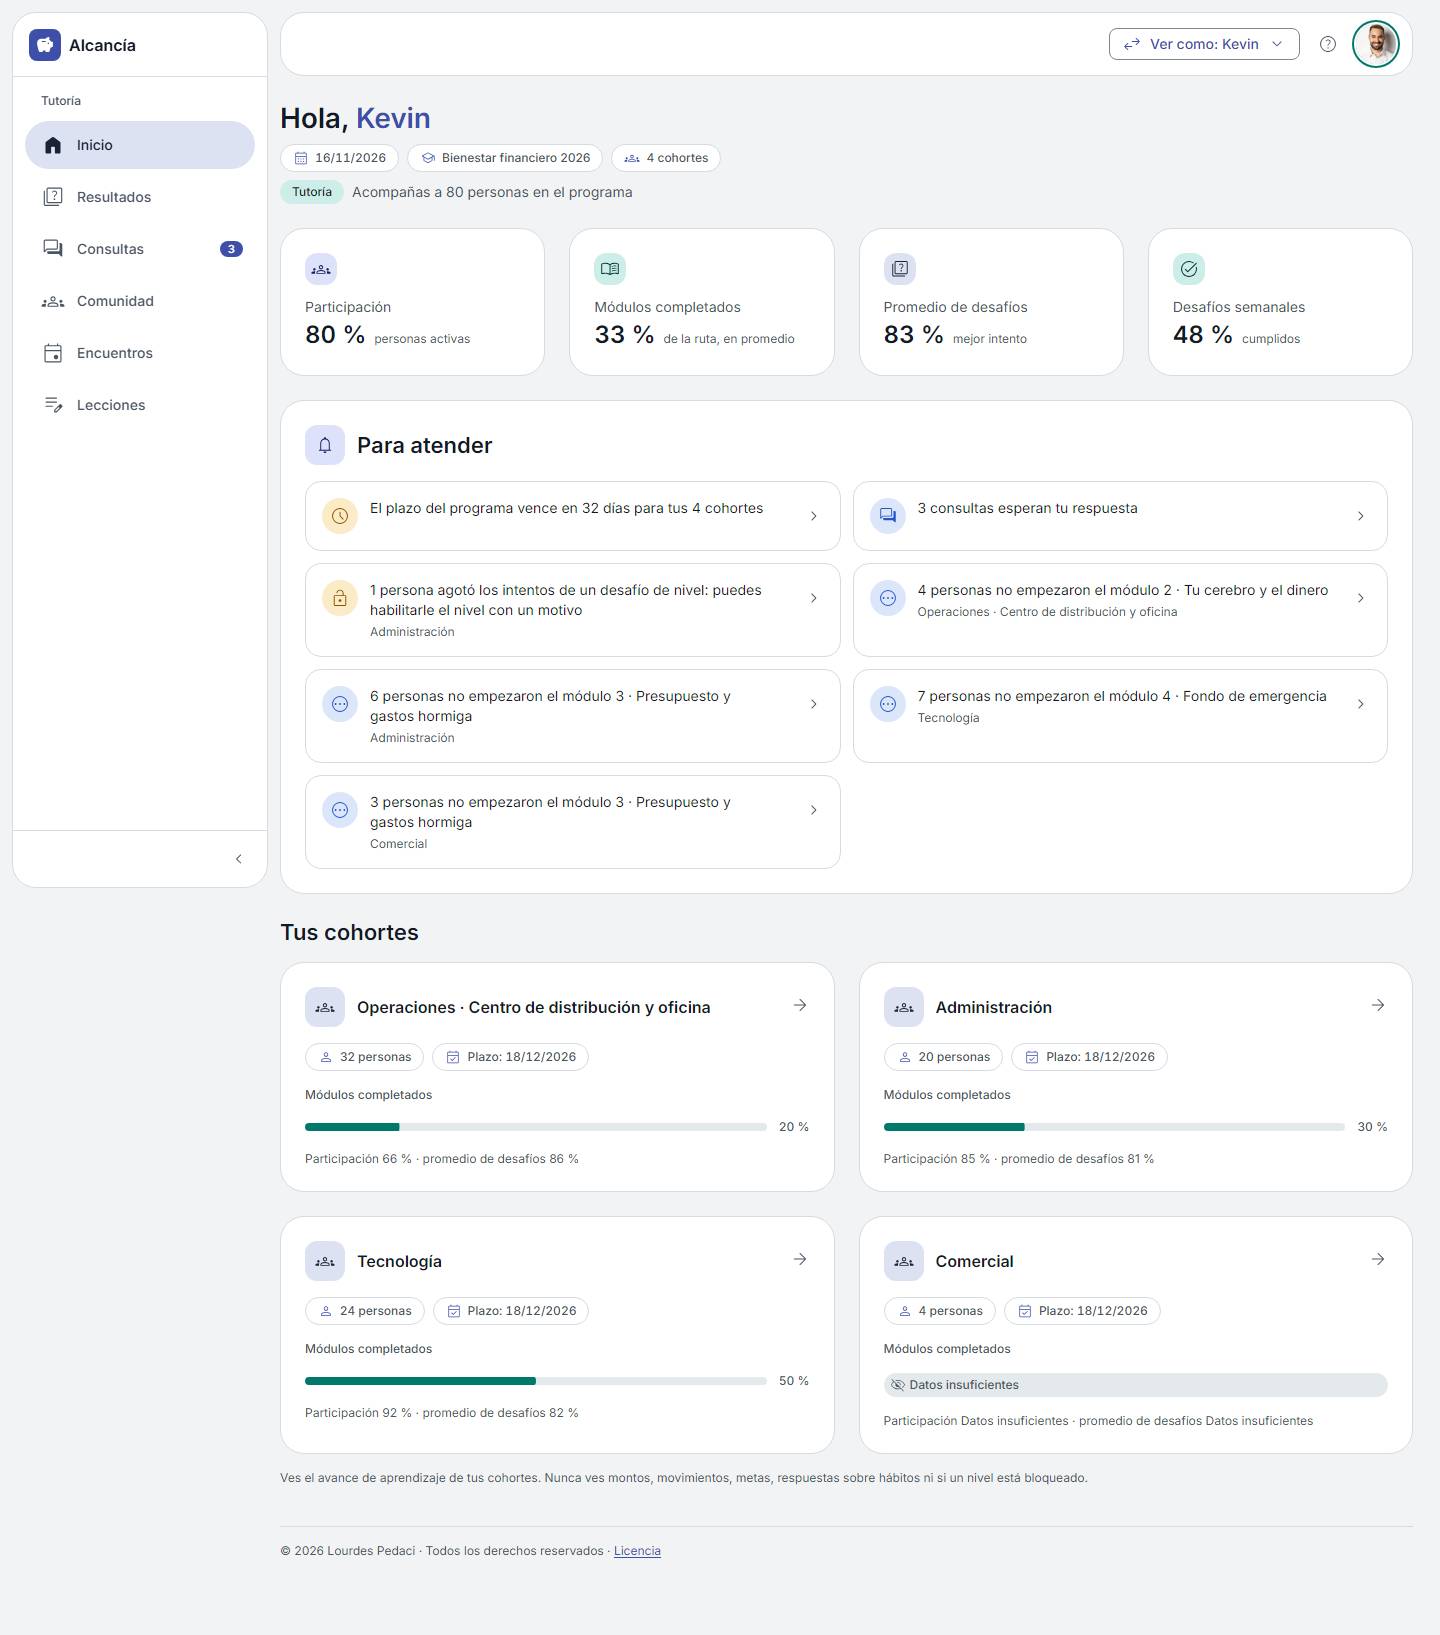 Alcancía
Ver como: Kevin
Tutoría
Inicio
Resultados
Consultas 3
Comunidad
Encuentros
Lecciones
Hola, Kevin
16/11/2026
Bienestar financiero 2026
4 cohortes
Tutoría Acompañas a 80 personas en el programa
Participación
80 % personas activas
Módulos completados
33 % de la ruta, en promedio
Promedio de desafíos
83 % mejor intento
Desafíos semanales
48 % cumplidos
Para atender
El plazo del programa vence en 32 días para tus 4 cohortes
3 consultas esperan tu respuesta
1 persona agotó los intentos de un desafío de nivel: puedes
habilitarle el nivel con un motivo
Administración
4 personas no empezaron el módulo 2 · Tu cerebro y el dinero
Operaciones · Centro de distribución y oficina
6 personas no empezaron el módulo 3 · Presupuesto y
gastos hormiga
Administración
7 personas no empezaron el módulo 4 · Fondo de emergencia
Tecnología
3 personas no empezaron el módulo 3 · Presupuesto y
gastos hormiga
Comercial
Tus cohortes
Operaciones · Centro de distribución y oficina
32 personas
Plazo: 18/12/2026
Módulos completados
20 %
Participación 66 % · promedio de desafíos 86 %
Administración
20 personas
Plazo: 18/12/2026
Módulos completados
30 %
Participación 85 % · promedio de desafíos 81 %
Tecnología
24 personas
Plazo: 18/12/2026
Módulos completados
50 %
Participación 92 % · promedio de desafíos 82 %
Comercial
4 personas
Plazo: 18/12/2026
Módulos completados
Datos insuficientes
Participación Datos insuficientes · promedio de desafíos Datos insuficientes
Ves el avance de aprendizaje de tus cohortes. Nunca ves montos, movimientos, metas, respuestas sobre hábitos ni si un nivel está bloqueado.
© 2026 Lourdes Pedaci · Todos los derechos reservados · Licencia